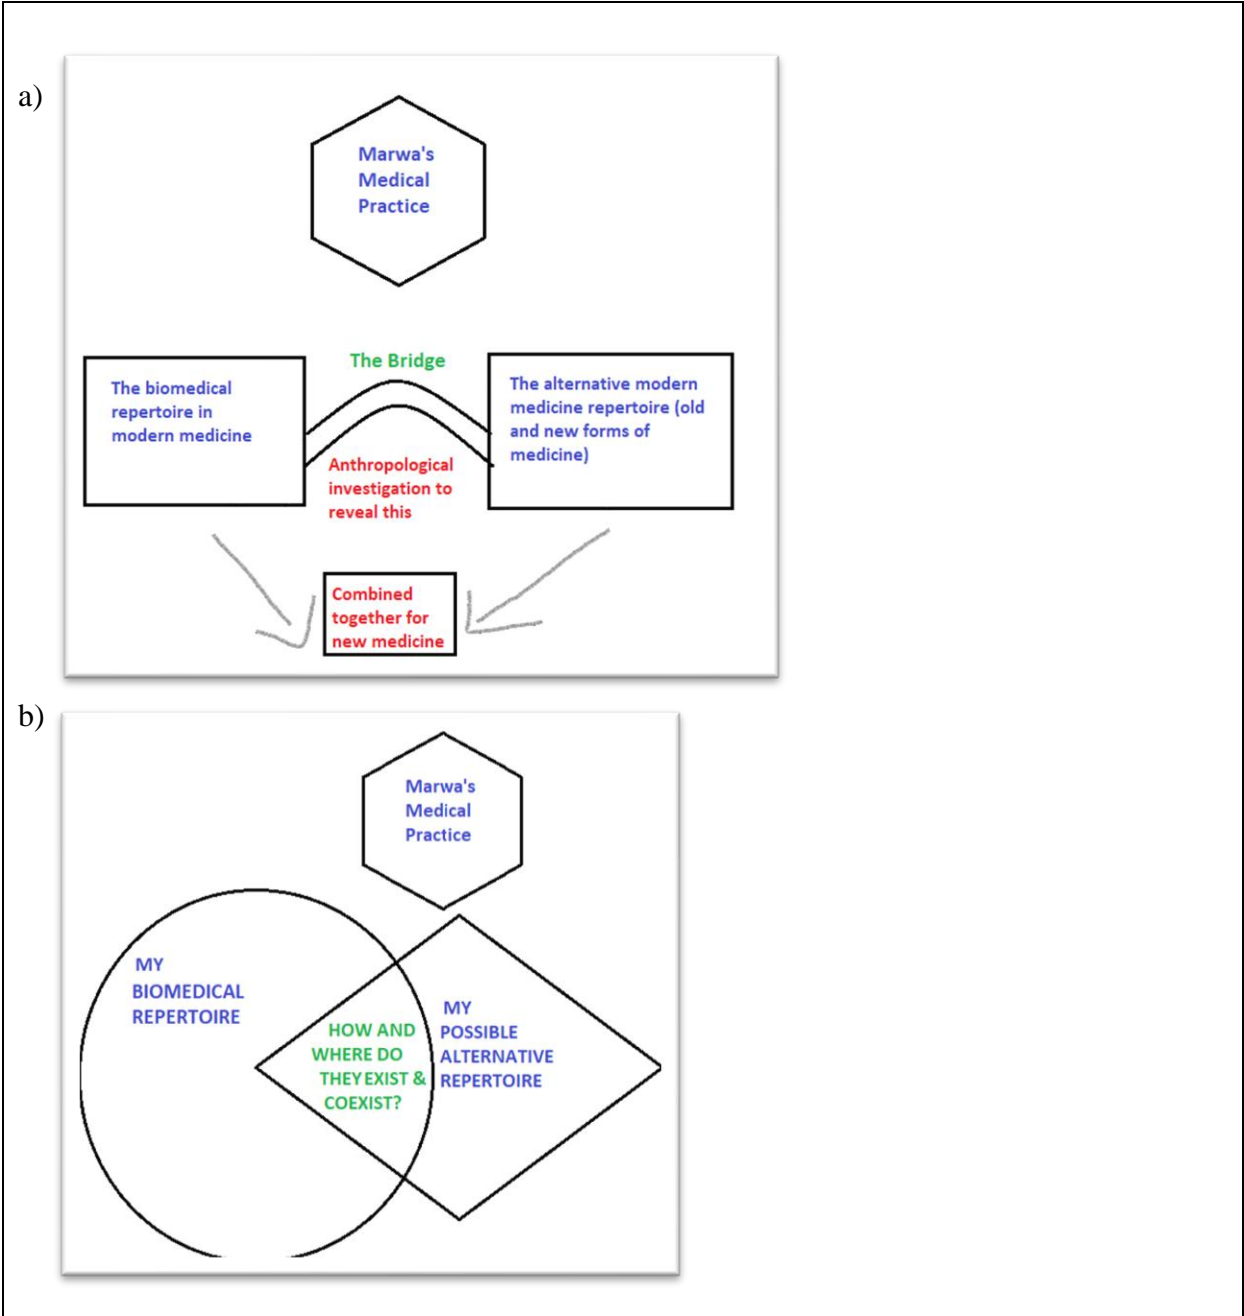 a)
Marwa's
Medical
Practice
The Bridge
The biomedical
repertoire in
modern medicine
The alternative modern
medicine repertoire (old
and new forms of
medicine)
Anthropological
investigation to
reveal this
Combined
together for
new medicine
b)
Marwa's
Medical
Practice
MY
BIOMEDICAL
REPERTOIRE
HOW AND
WHERE DO
THEY EXIST &
COEXIST?
MY
POSSIBLE
ALTERNATIVE
REPERTOIRE